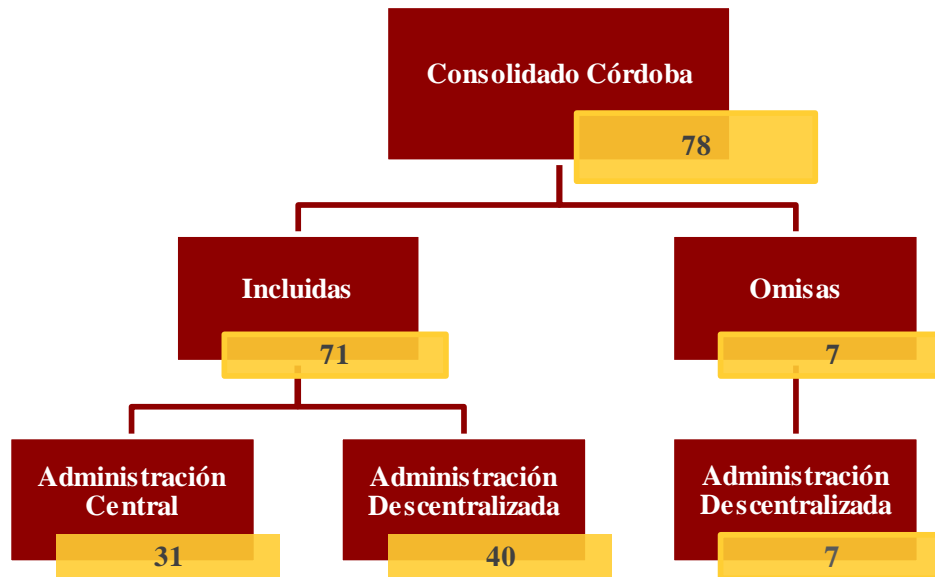 Consolidado Córdoba
78
Incluidas
71
Omisas
7
Administración
Central
31
Administración
Descentralizada
40
Administración
Descentralizada
7